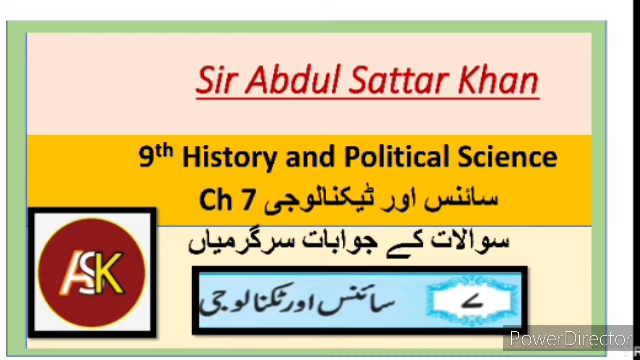 Sir Abdul Sattar Khan
9th History and Political Science
Ch 7 سائنس اور ٹیکنالوجی
سوالات کے جوابات سرگرمیاں
ASK
۷ سائنس اور ٹکنالوجی
PowerDirector